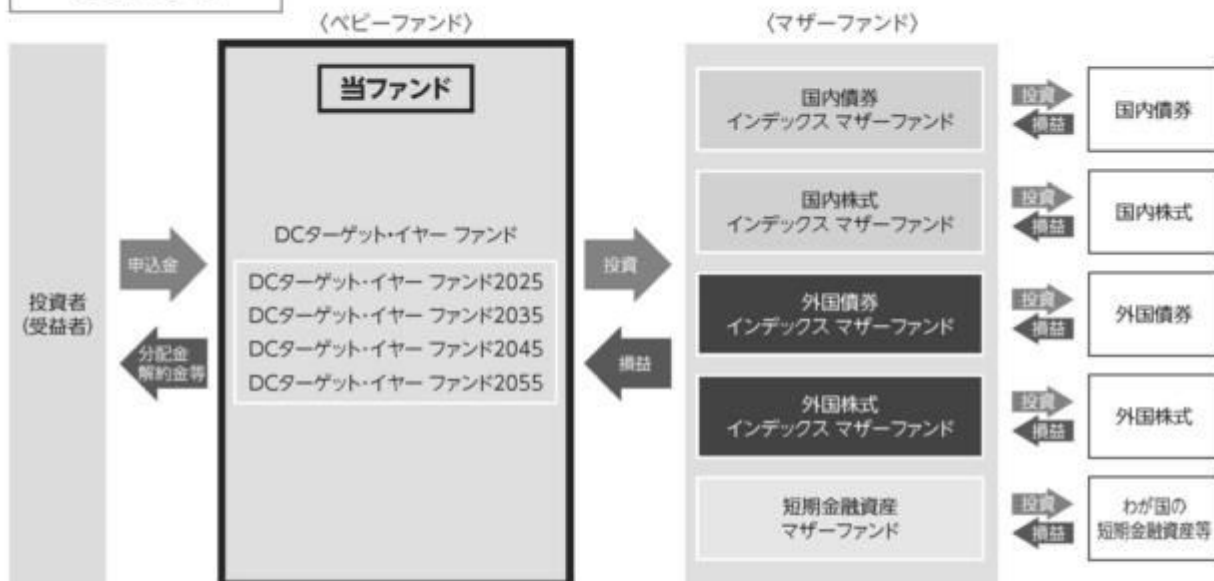 〈ベビーファンド〉
〈マザーファンド〉
投資者
(受益者)
申込金
分配金
解約金等
当ファンド
DCターゲット・イヤー ファンド
DCターゲット・イヤー ファンド2025
DCターゲット・イヤー ファンド2035
DCターゲット・イヤー ファンド2045
DCターゲット・イヤー ファンド2055
投資
損益
国内債券
インデックス マザーファンド
投資
損益
国内債券
国内株式
インデックス マザーファンド
投資
損益
国内株式
外国債券
インデックス マザーファンド
投資
損益
外国債券
外国株式
インデックス マザーファンド
投資
損益
外国株式
短期金融資産
マザーファンド
投資
損益
わが国の
短期金融資産等